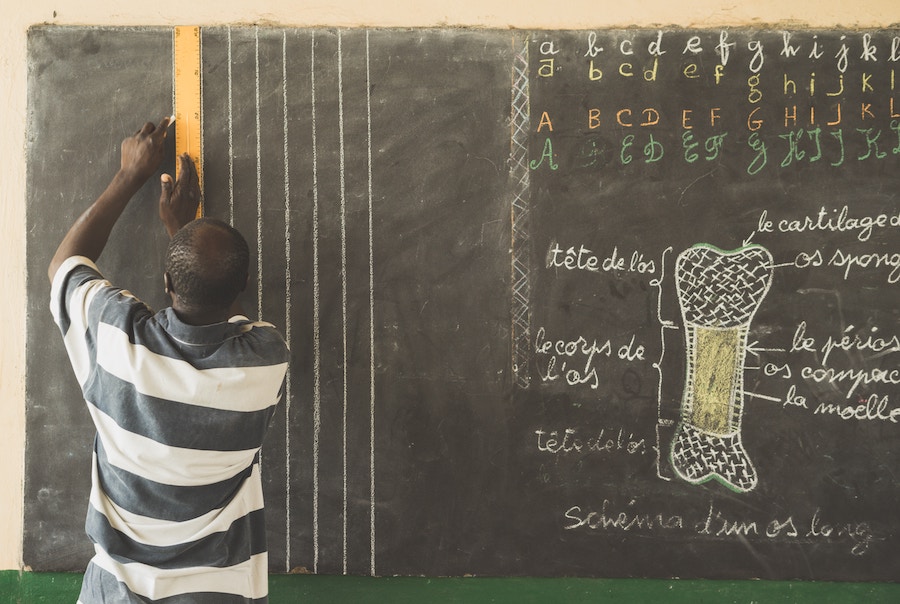 a b c d e f g h i j k l
a b c d e f g h i j k l
A B C D E F G H I J K L
A C D E F G H I J K L
le cartilage d
tête de l'os
os spong
le corps de
l'os
le périos
os compac
la moëlle
tête de l'os
Schéma d'un os long